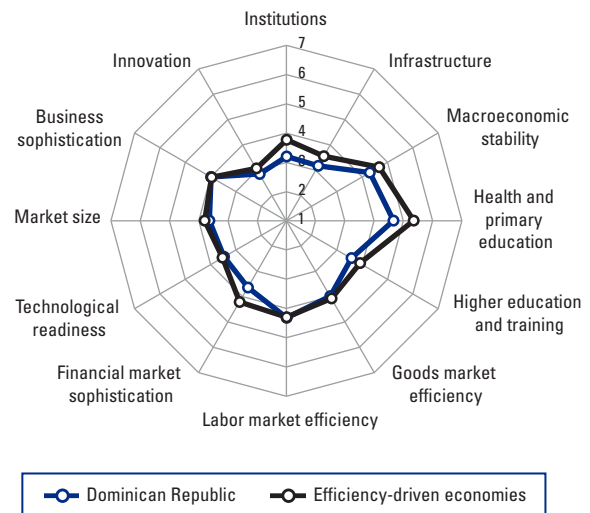 Institutions
7
6
5
4
3
2
1
Infrastructure
Macroeconomic
stability
Health and
primary
education
Higher education
and training
Goods market
efficiency
Labor market efficiency
Financial market
sophistication
Technological
readiness
Market size
Business
sophistication
Innovation
Dominican Republic
Efficiency-driven economies